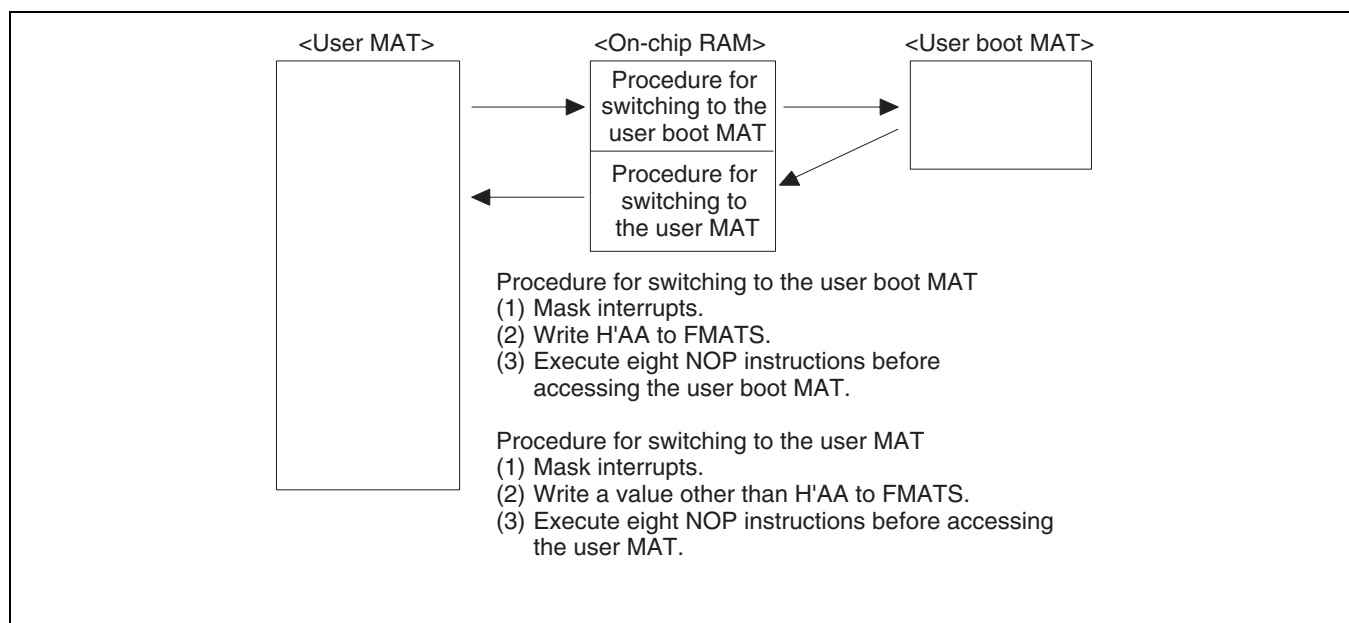 <User MAT> <On-chip RAM> <User boot MAT>
Procedure for
switching to the
user boot MAT
Procedure for
switching to
the user MAT
Procedure for switching to the user boot MAT
(1) Mask interrupts.
(2) Write H'AA to FMATS.
(3) Execute eight NOP instructions before
accessing the user boot MAT.
Procedure for switching to the user MAT
(1) Mask interrupts.
(2) Write a value other than H'AA to FMATS.
(3) Execute eight NOP instructions before accessing
the user MAT.